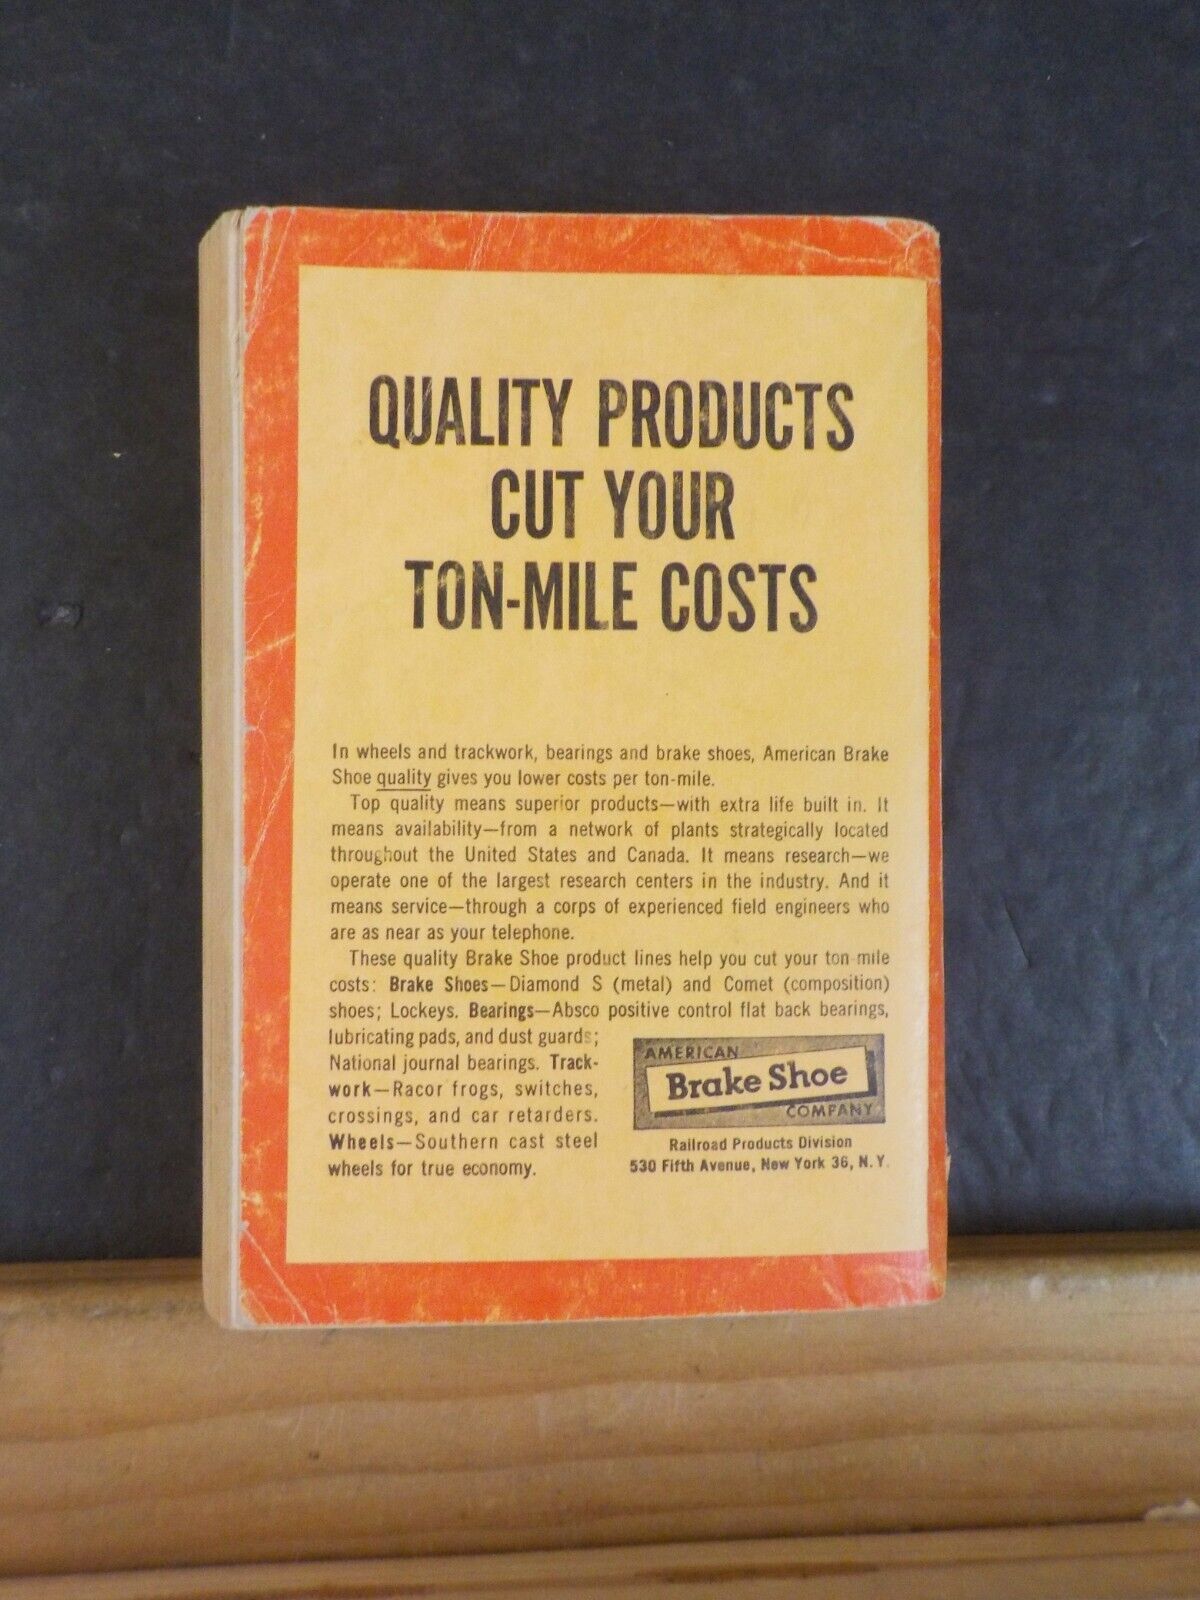 QUALITY PRODUCTS
CUT YOUR
TON-MILE COSTS
In wheels and trackwork, bearings and brake shoes, American Brake
Shoe quality gives you lower costs per ton-mile.
Top quality means superior products—with extra life built in. It
means availability—from a network of plants strategically located
throughout the United States and Canada. It means research—we
operate one of the largest research centers in the industry. And it
means service—through a corps of experienced field engineers who
are as near as your telephone.
These quality Brake Shoe product lines help you cut your ton mile
costs: Brake Shoes—Diamond S (metal) and Comet (composition)
shoes; Lockeys. Bearings—Absco positive control flat back bearings,
lubricating pads, and dust guards;
National journal bearings. Track-
work—Racor frogs, switches,
crossings, and car retarders.
Wheels—Southern cast steel
wheels for true economy.
AMERICAN
Brake Shoe
COMPANY
Railroad Products Division
530 Fifth Avenue, New York 36, N.Y.